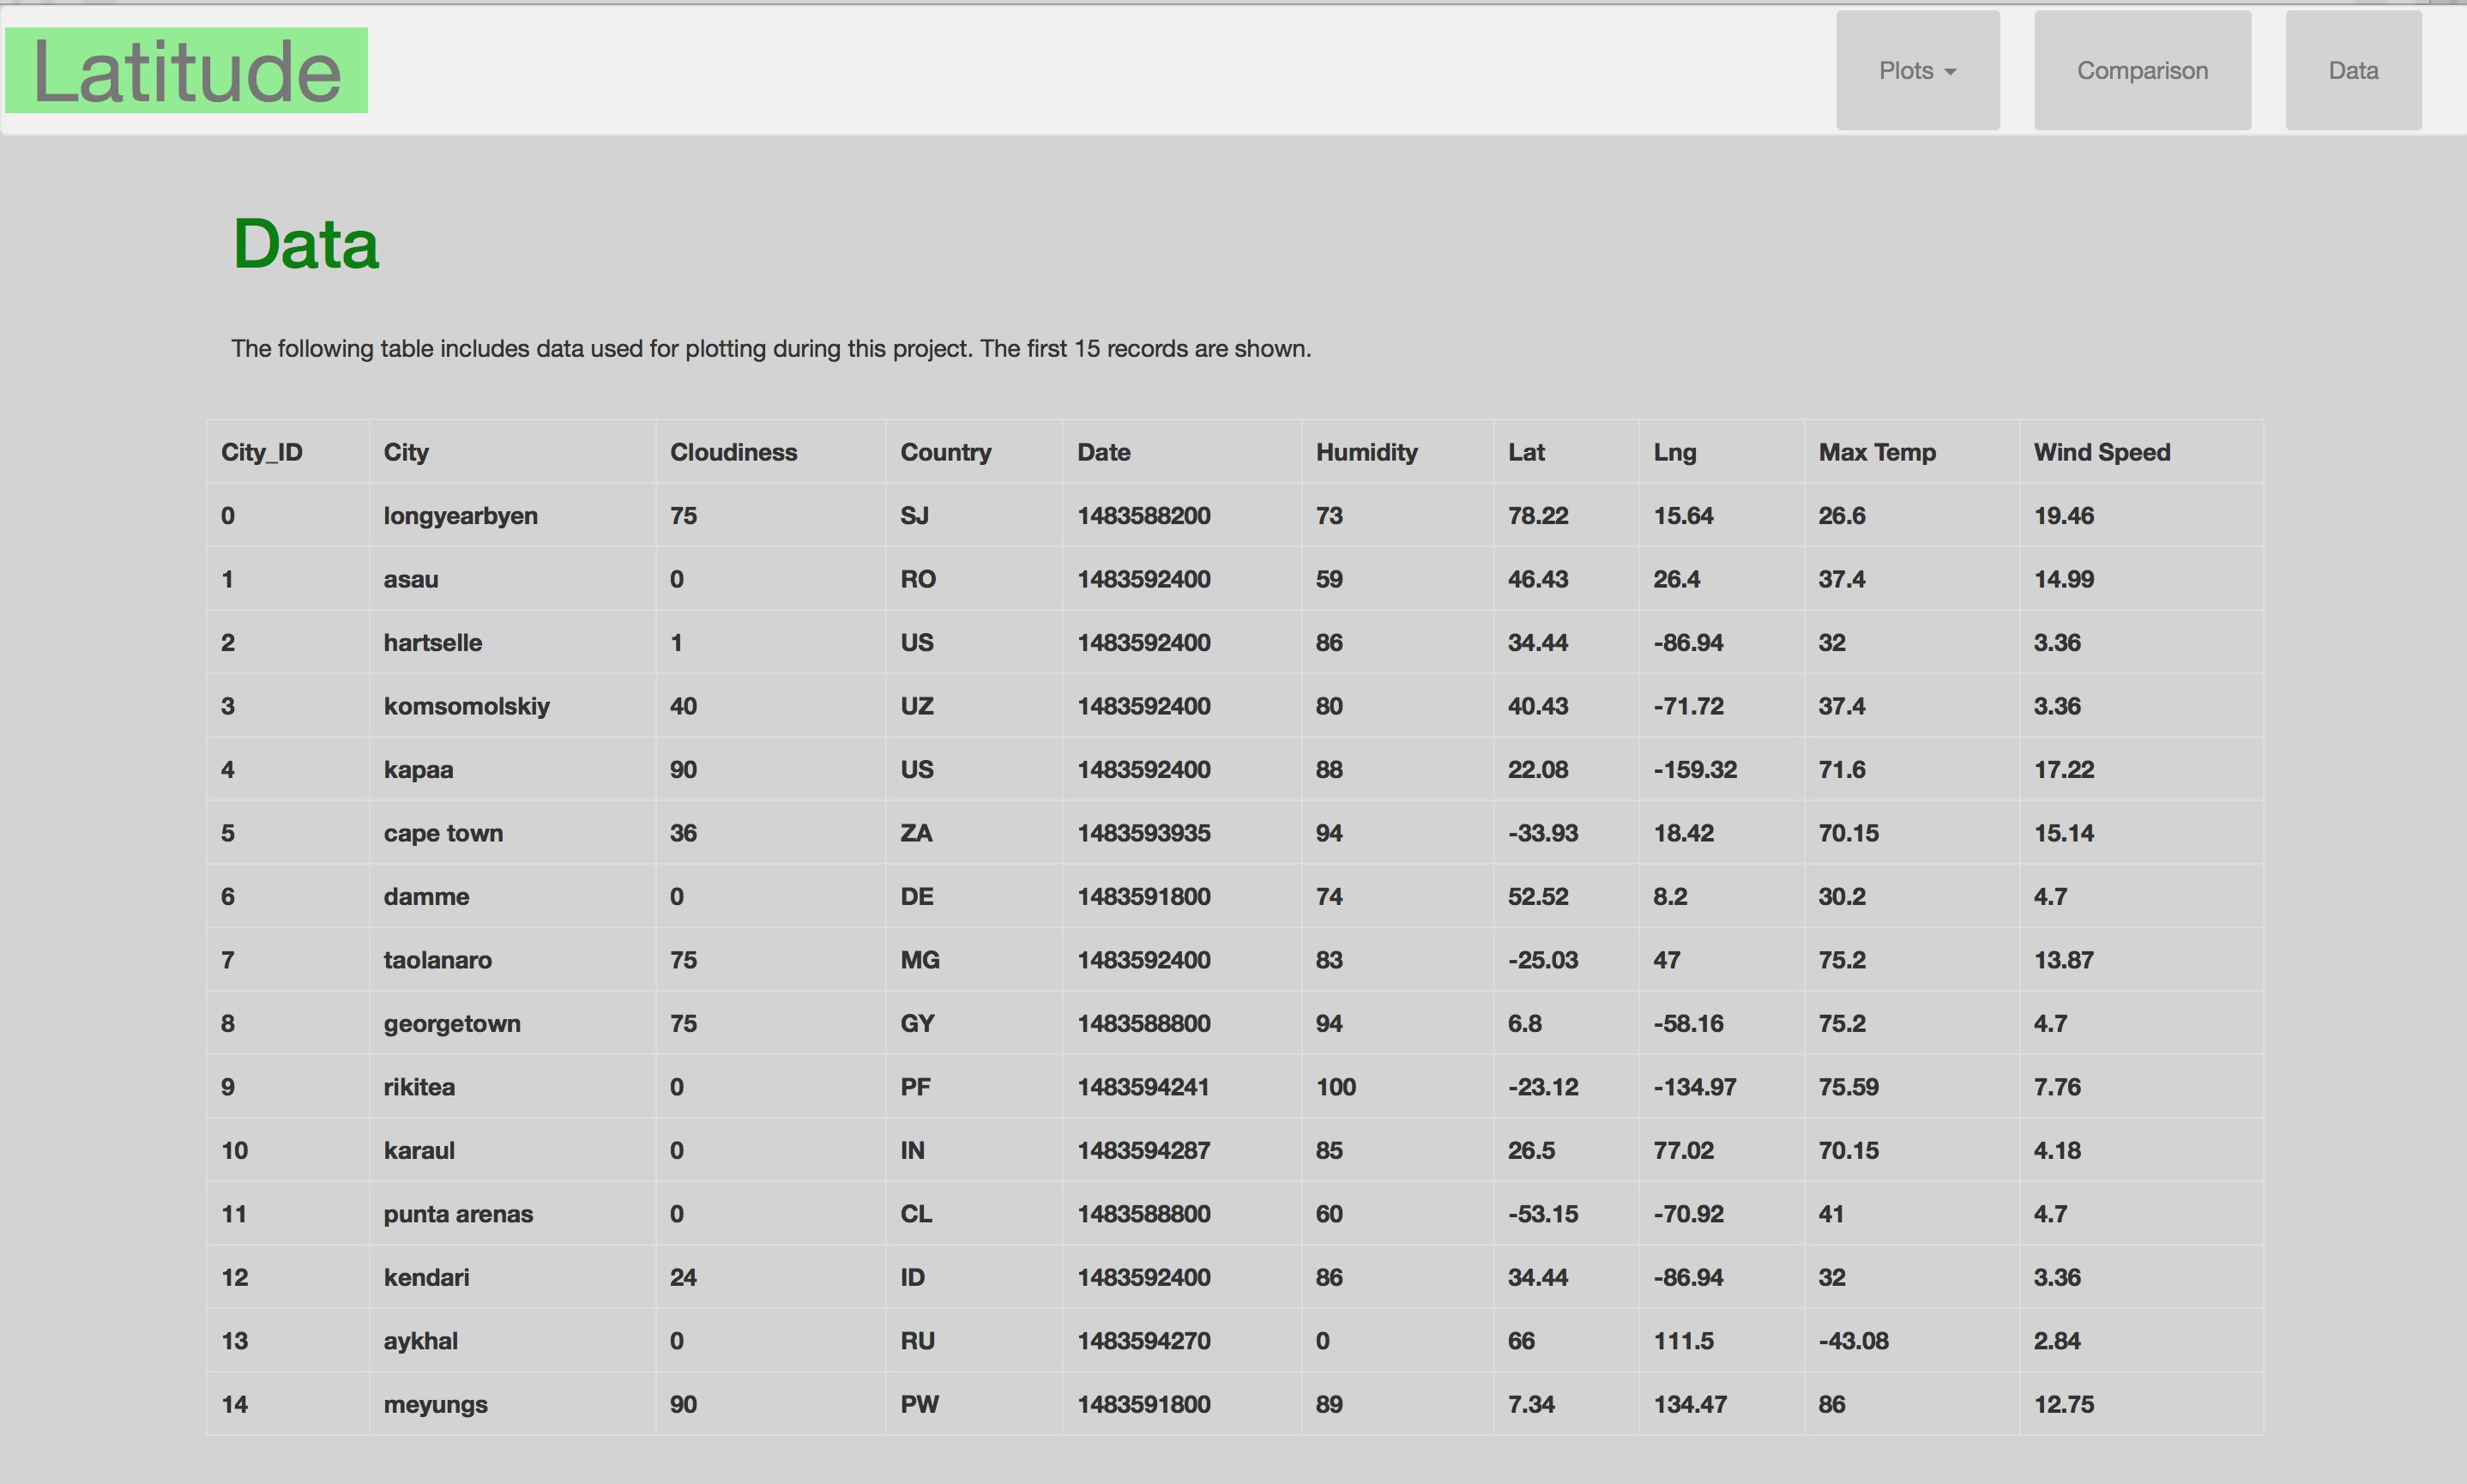 Latitude Plots Comparison Data
Data
The following table includes data used for plotting during this project. The first 15 records are shown.
City_ID City Cloudiness Country Date Humidity Lat Lng Max Temp Wind Speed
0 longyearbyen 75 SJ 1483588200 73 78.22 15.64 26.6 19.46
1 asau 0 RO 1483592400 59 46.43 26.4 37.4 14.99
2 hartselle 1 US 1483592400 86 34.44 -86.94 32 3.36
3 komsomolskiy 40 UZ 1483592400 80 40.43 -71.72 37.4 3.36
4 kapaa 90 US 1483592400 88 22.08 -159.32 71.6 17.22
5 cape town 36 ZA 1483593935 94 -33.93 18.42 70.15 15.14
6 damme 0 DE 1483591800 74 52.52 8.2 30.2 4.7
7 taolanaro 75 MG 1483592400 83 -25.03 47 75.2 13.87
8 georgetown 75 GY 1483588800 94 6.8 -58.16 75.2 4.7
9 rikitea 0 PF 1483594241 100 -23.12 -134.97 75.59 7.76
10 karaul 0 IN 1483594287 85 26.5 77.02 70.15 4.18
11 punta arenas 0 CL 1483588800 60 -53.15 -70.92 41 4.7
12 kendari 24 ID 1483592400 86 34.44 -86.94 32 3.36
13 aykhal 0 RU 1483594270 0 66 111.5 -43.08 2.84
14 meyungs 90 PW 1483591800 89 7.34 134.47 86 12.75